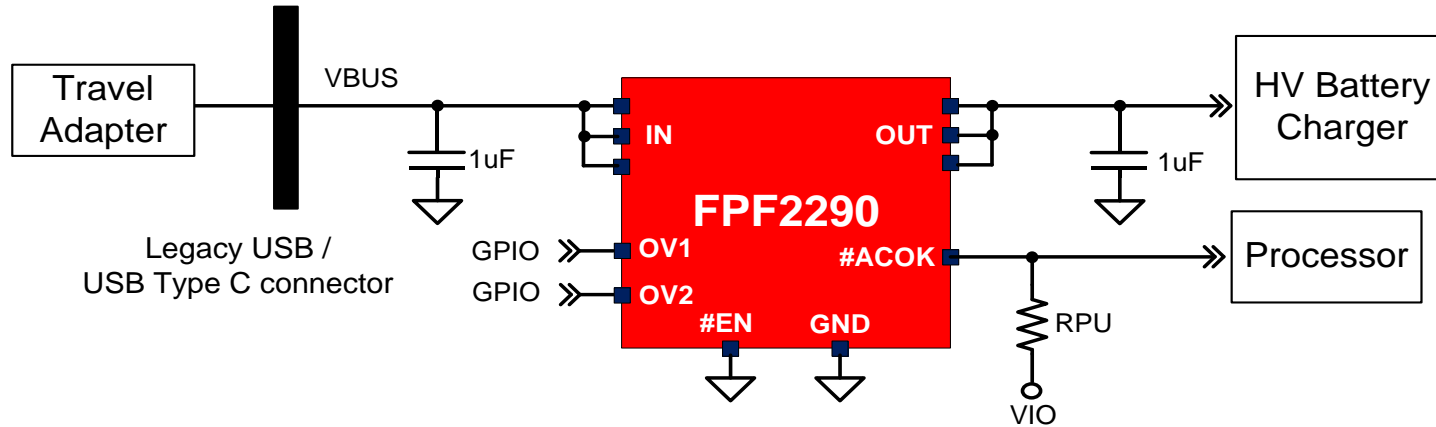 Travel
Adapter
VBUS
1uF
Legacy USB /
USB Type C connector
IN
OUT
FPF2290
GPIO
OV1
GPIO
OV2
#ACOK
#EN
GND
1uF
HV Battery
Charger
Processor
RPU
VIO